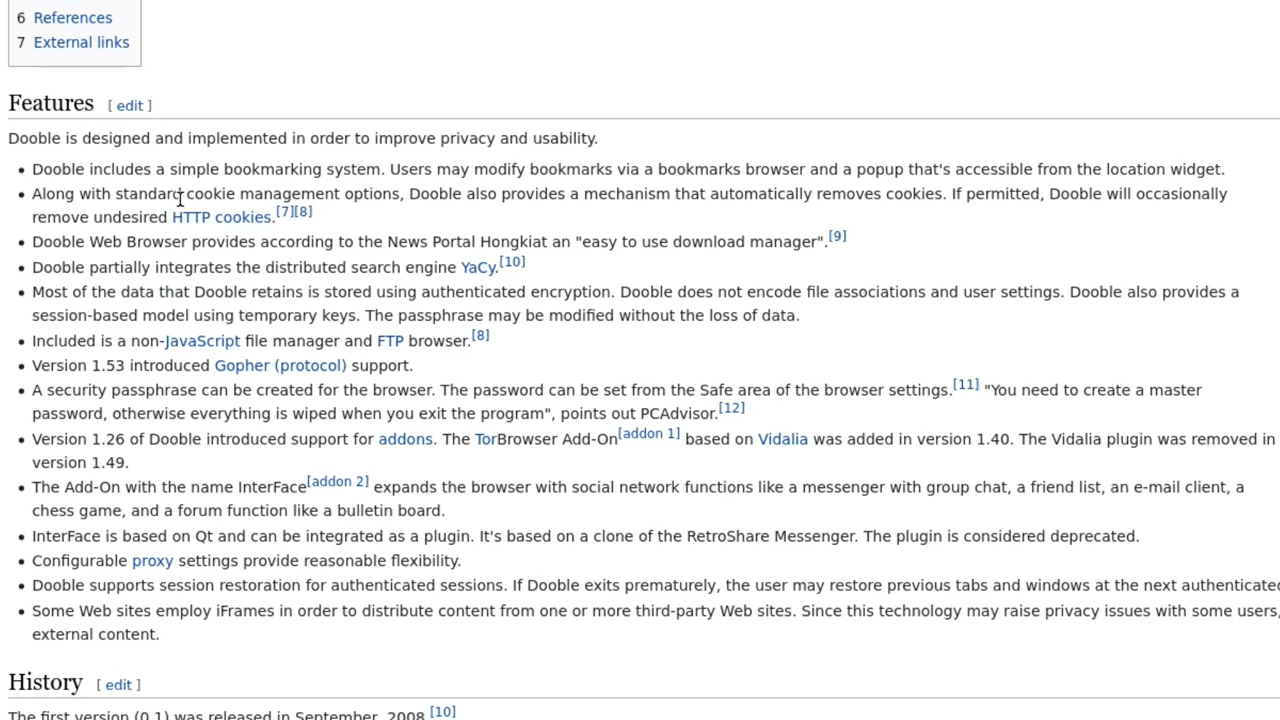 6 References
7 External links
Features [ edit ]
Dooble is designed and implemented in order to improve privacy and usability.
• Dooble includes a simple bookmarking system. Users may modify bookmarks via a bookmarks browser and a popup that's accessible from the location widget.
• Along with standard cookie management options, Dooble also provides a mechanism that automatically removes cookies. If permitted, Dooble will occasionally
remove undesired HTTP cookies.[7][8]
• Dooble Web Browser provides according to the News Portal Hongkiat an "easy to use download manager".[9]
• Dooble partially integrates the distributed search engine YaCy.[10]
• Most of the data that Dooble retains is stored using authenticated encryption. Dooble does not encode file associations and user settings. Dooble also provides a
session-based model using temporary keys. The passphrase may be modified without the loss of data.
• Included is a non-JavaScript file manager and FTP browser.[8]
• Version 1.53 introduced Gopher (protocol) support.
• A security passphrase can be created for the browser. The password can be set from the Safe area of the browser settings.[11] "You need to create a master
password, otherwise everything is wiped when you exit the program", points out PCAdvisor.[12]
• Version 1.26 of Dooble introduced support for addons. The TorBrowser Add-On[addon 1] based on Vidalia was added in version 1.40. The Vidalia plugin was removed in
version 1.49.
• The Add-On with the name InterFace[addon 2] expands the browser with social network functions like a messenger with group chat, a friend list, an e-mail client, a
chess game, and a forum function like a bulletin board.
• InterFace is based on Qt and can be integrated as a plugin. It's based on a clone of the RetroShare Messenger. The plugin is considered deprecated.
• Configurable proxy settings provide reasonable flexibility.
• Dooble supports session restoration for authenticated sessions. If Dooble exits prematurely, the user may restore previous tabs and windows at the next authenticated
• Some Web sites employ iFrames in order to distribute content from one or more third-party Web sites. Since this technology may raise privacy issues with some users,
external content.
History [ edit ]
The first version (0.1) was released in September, 2008.[10]